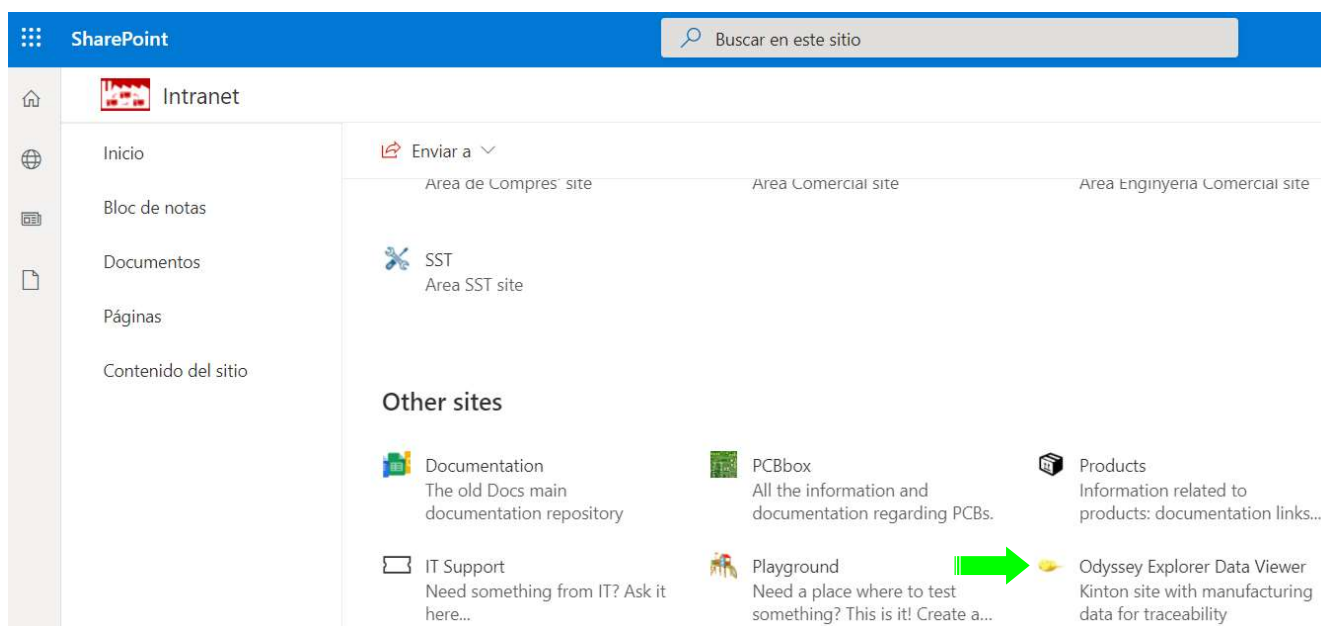 SharePoint
Buscar en este sitio
Intranet
Inicio
Bloc de notas
Documentos
Páginas
Contenido del sitio
Enviar a
Area de Compres' site
Area Comercial site
Area Enginyeria Comercial site
SST
Area SST site
Other sites
Documentation
The old Docs main
documentation repository
PCBbox
All the information and
documentation regarding PCBs.
Products
Information related to
products: documentation links...
IT Support
Need something from IT? Ask it
here...
Playground
Need a place where to test
something? This is it! Create a...
Odyssey Explorer Data Viewer
Kinton site with manufacturing
data for traceability